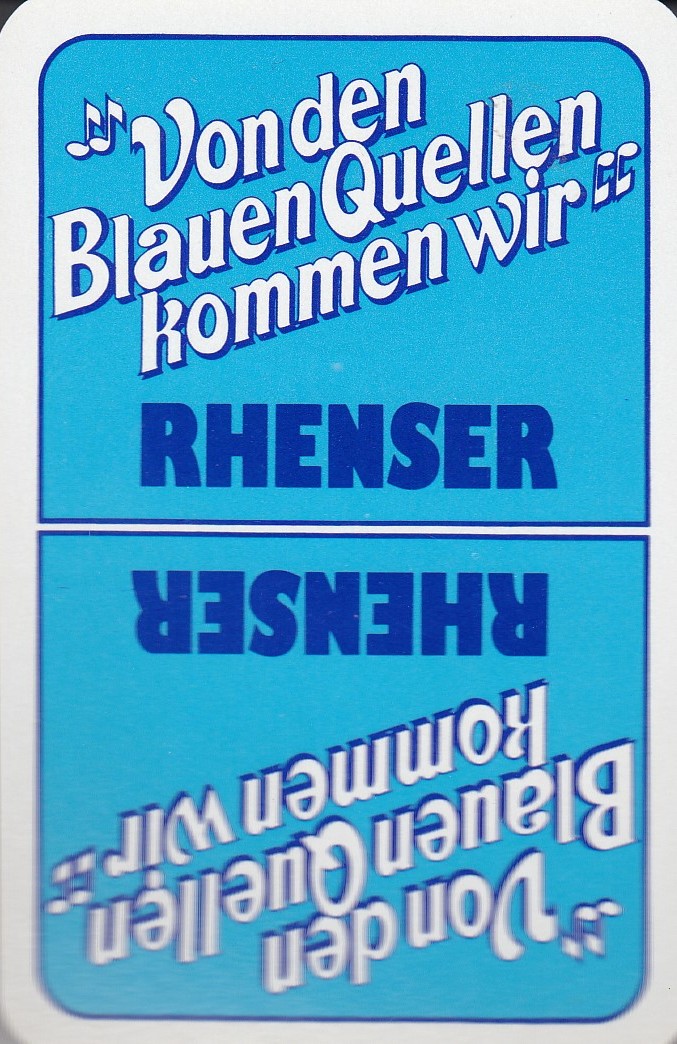 „Von den
Blauen Quellen
kommen wir“
RHENSER
RHENSER
„Von den
Blauen Quellen
kommen wir“